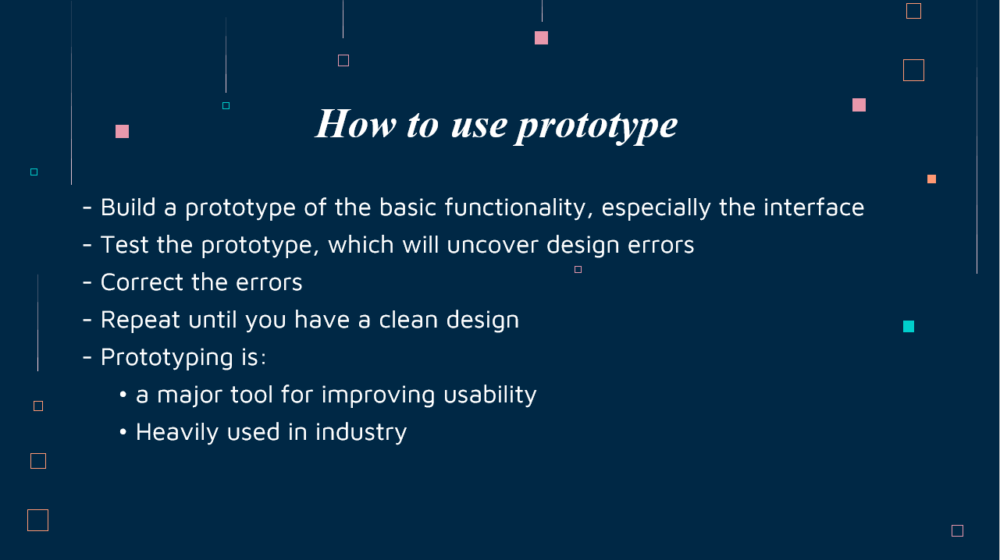 How to use prototype
- Build a prototype of the basic functionality, especially the interface
- Test the prototype, which will uncover design errors
- Correct the errors
- Repeat until you have a clean design
- Prototyping is:
• a major tool for improving usability
• Heavily used in industry